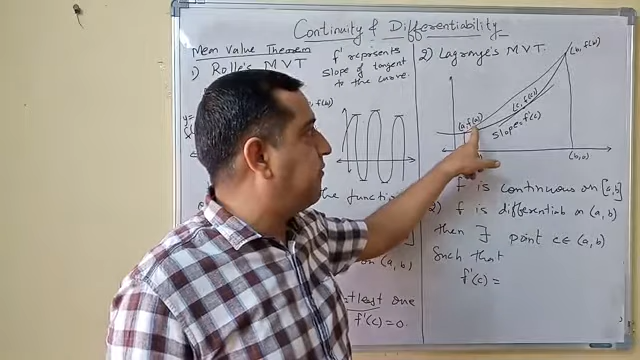 Continuity & Differentiability
Mean Value Theorem
1) Rolle's MVT
f' represents
slope of tangent
to the curve.
f(b))
the function
on (a,b)
atleast one
f'(c)=0.
2) Lagrange's MVT.
(b, f(b))
(a, f(a))
(c, f(c))
slope=f'(c)
(b,0)
f is continuous on [a,b]
2) f is differentiab on (a,b)
then ∃ point c∈ (a,b)
Such that
f'(c) =